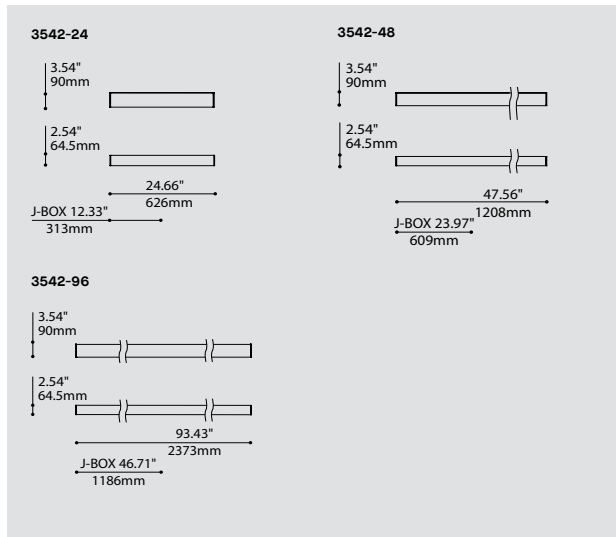 3542-24
3.54"
90mm
2.54"
64.5mm
24.66"
626mm
J-BOX 12.33"
313mm
3542-48
3.54"
90mm
2.54"
64.5mm
47.56"
1208mm
J-BOX 23.97"
609mm
3542-96
3.54"
90mm
2.54"
64.5mm
93.43"
2373mm
J-BOX 46.71"
1186mm